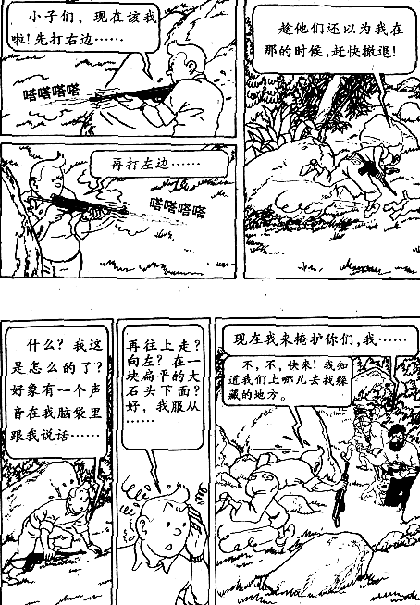 小子们，现在该我
啦！先打右边……
嗒嗒嗒嗒
再打左边……
嗒嗒嗒嗒
趁他们还以为我在
那的时候，赶快撤退！
什么？我这
是怎么的了？
好象有一个声
音在我脑袋里
跟我说话……
再往上走？
向左？在一
块扁平的大
石头下面？
好，我服从
……
现在我来掩护你们，我……
不，不，快来！我知
道我们上哪儿去找躲
藏的地方。